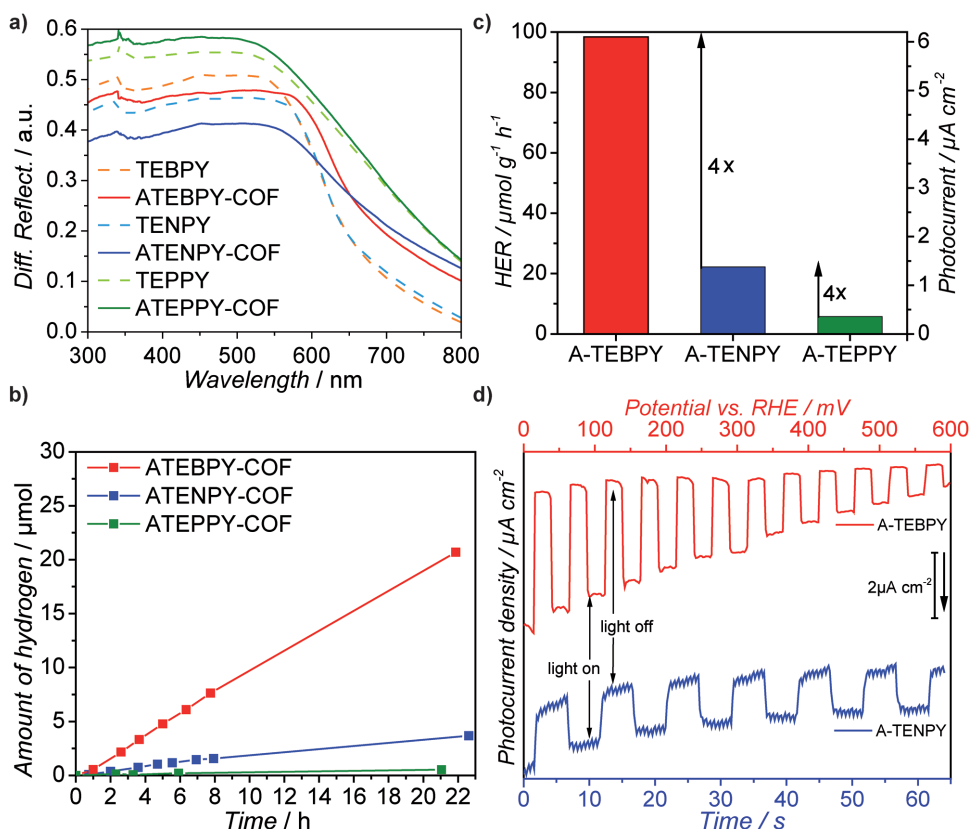 a)
Diff. Reflect. / a.u.
0.6
0.5
0.4
0.3
0.2
0.1
0.0
TEBPY
ATEBPY-COF
TENPY
ATENPY-COF
TEPPY
ATEPPY-COF
300 400 500 600 700 800
Wavelength / nm
c)
HER / μmol g⁻¹ h⁻¹
100
80
60
40
20
0
4x
4x
6
5
4
3
2
1
0
Photocurrent / μA cm⁻²
A-TEBPY A-TENPY A-TEPPY
b)
Amount of hydrogen / μmol
30
25
20
15
10
5
0
ATEBPY-COF
ATENPY-COF
ATEPPY-COF
0 2 4 6 8 10 12 14 16 18 20 22
Time / h
d)
Potential vs. RHE / mV
0 100 200 300 400 500 600
Photocurrent density / μA cm⁻²
A-TEBPY
2μA cm⁻²
light off
light on
A-TENPY
0 10 20 30 40 50 60
Time / s